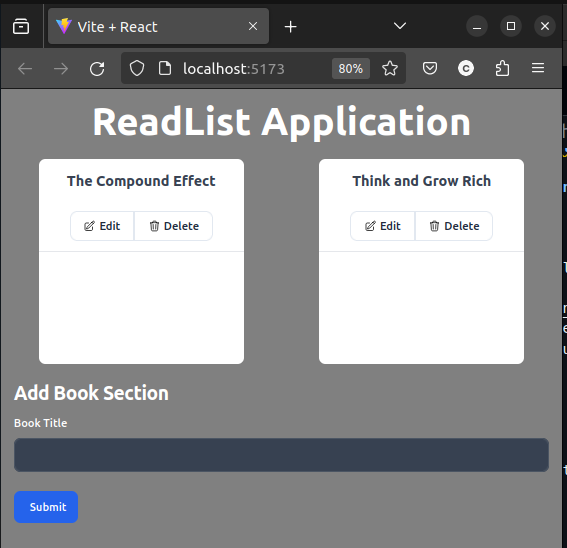 Vite + React
localhost:5173
80%
ReadList Application
The Compound Effect
Think and Grow Rich
Edit
Delete
Edit
Delete
Add Book Section
Book Title
Submit